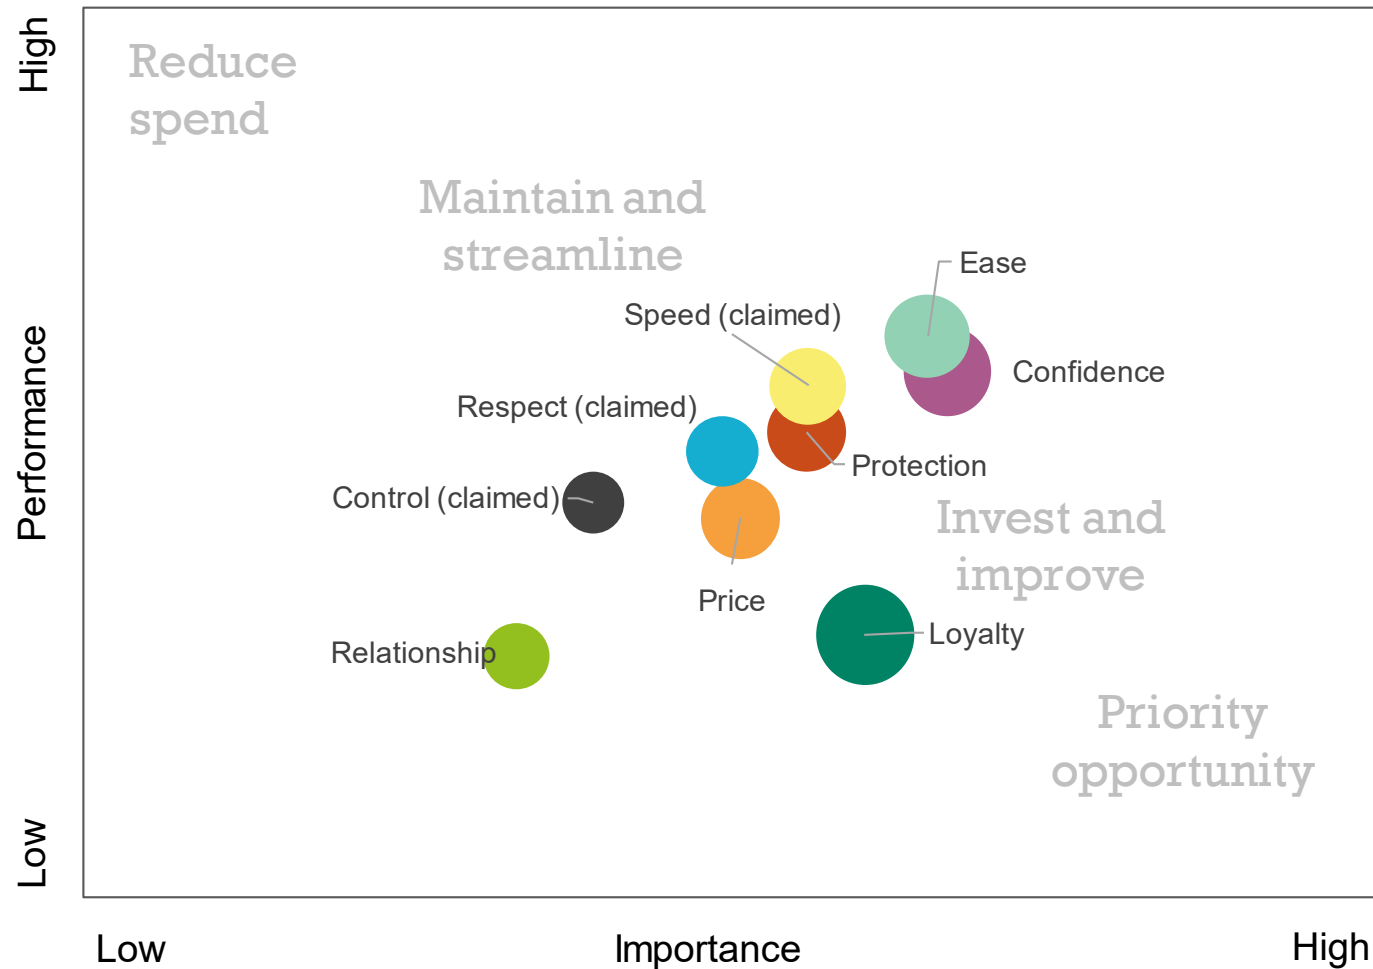 High
Reduce
spend
Maintain and
streamline
Ease
Speed (claimed)
Confidence
Respect (claimed)
Performance
Protection
Control (claimed)
Invest and
improve
Price
Loyalty
Relationship
Priority
opportunity
Low
Low
Importance
High